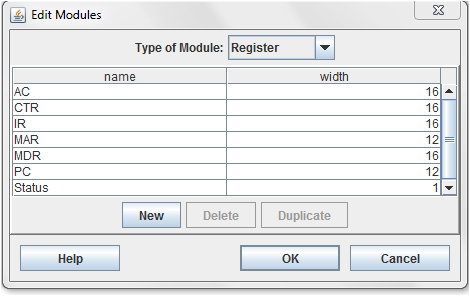 Edit Modules
Type of Module: Register
name width
AC 16
CTR 16
IR 16
MAR 12
MDR 16
PC 12
Status 1
New Delete Duplicate
Help OK Cancel